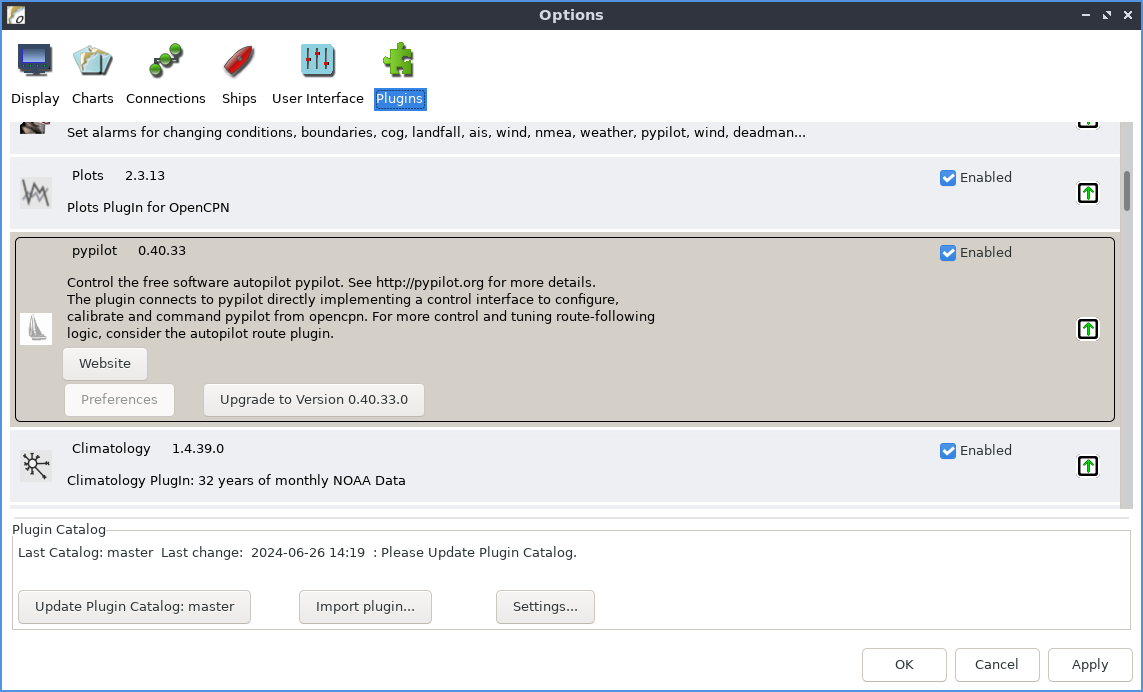 Options
Display Charts Connections Ships User Interface Plugins
Set alarms for changing conditions, boundaries, cog, landfall, ais, wind, nmea, weather, pypilot, wind, deadman...
Plots 2.3.13 Enabled
Plots PlugIn for OpenCPN
pypilot 0.40.33 Enabled
Control the free software autopilot pypilot. See http://pypilot.org for more details.
The plugin connects to pypilot directly implementing a control interface to configure,
calibrate and command pypilot from opencpn. For more control and tuning route-following
logic, consider the autopilot route plugin.
Website
Preferences Upgrade to Version 0.40.33.0
Climatology 1.4.39.0 Enabled
Climatology PlugIn: 32 years of monthly NOAA Data
Plugin Catalog
Last Catalog: master Last change: 2024-06-26 14:19 : Please Update Plugin Catalog.
Update Plugin Catalog: master Import plugin... Settings...
OK Cancel Apply